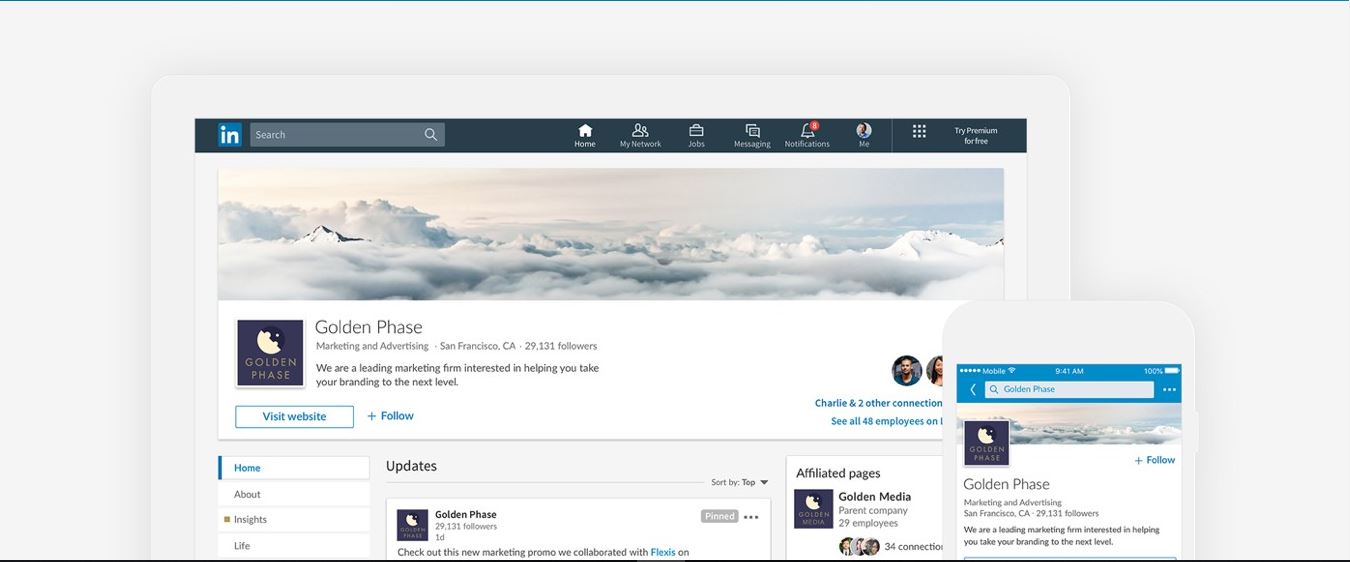 in
Search
Home
My Network
Jobs
Messaging
8
Notifications
Me
Try Premium
for free
GOLDEN
PHASE
Golden Phase
Marketing and Advertising · San Francisco, CA · 29,131 followers
We are a leading marketing firm interested in helping you take
your branding to the next level.
Visit website
+ Follow
Charlie & 2 other connection
See all 48 employees on
Home
About
Insights
Life
Updates
Sort by: Top
GOLDEN
PHASE
Golden Phase
29,131 followers
1d
Pinned
Check out this new marketing promo we collaborated with Flexis on
Affiliated pages
GOLDEN
MEDIA
Golden Media
Parent company
29 employees
34 connection
Mobile
9:41 AM
100%
Golden Phase
GOLDEN
PHASE
+ Follow
Golden Phase
Marketing and Advertising
San Francisco, CA · 29,131 followers
We are a leading marketing firm interested in helping
you take your branding to the next level.